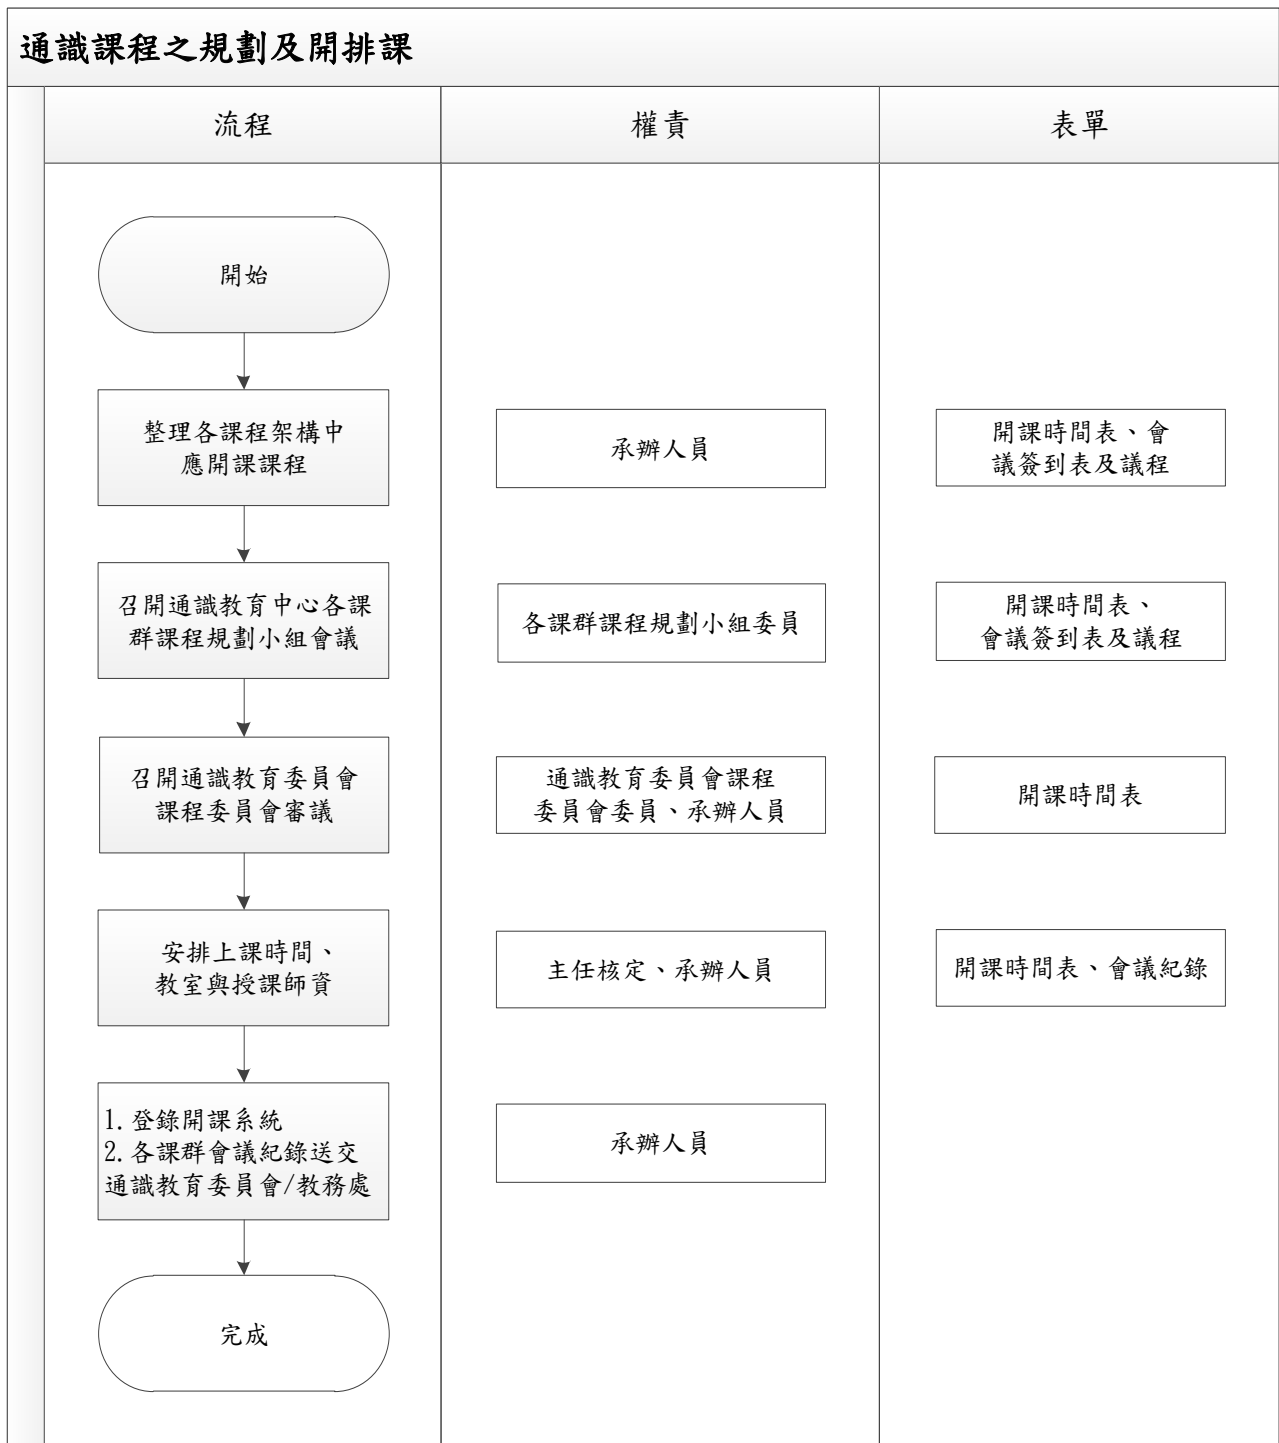 通識課程之規劃及開排課
流程
權責
表單
開始
整理各課程架構中
應開課課程
承辦人員
開課時間表、會
議簽到表及議程
召開通識教育中心各課
群課程規劃小組會議
各課群課程規劃小組委員
開課時間表、
會議簽到表及議程
召開通識教育委員會
課程委員會審議
通識教育委員會課程
委員會委員、承辦人員
開課時間表
安排上課時間、
教室與授課師資
主任核定、承辦人員
開課時間表、會議紀錄
1. 登錄開課系統
2. 各課群會議紀錄送交
通識教育委員會/教務處
承辦人員
完成